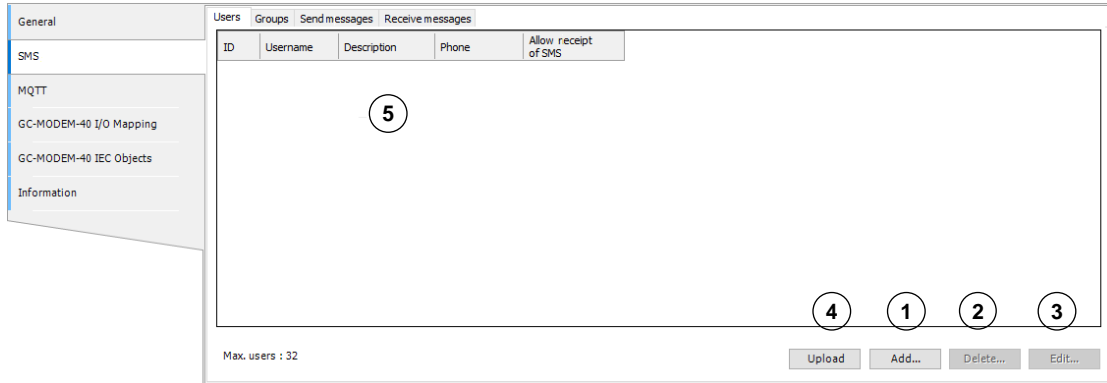 General
SMS
MQTT
GC-MODEM-40 I/O Mapping
GC-MODEM-40 IEC Objects
Information
Users Groups Send messages Receive messages
ID Username Description Phone Allow receipt
of SMS
5
4 1 2 3
Max. users : 32
Upload Add... Delete... Edit...